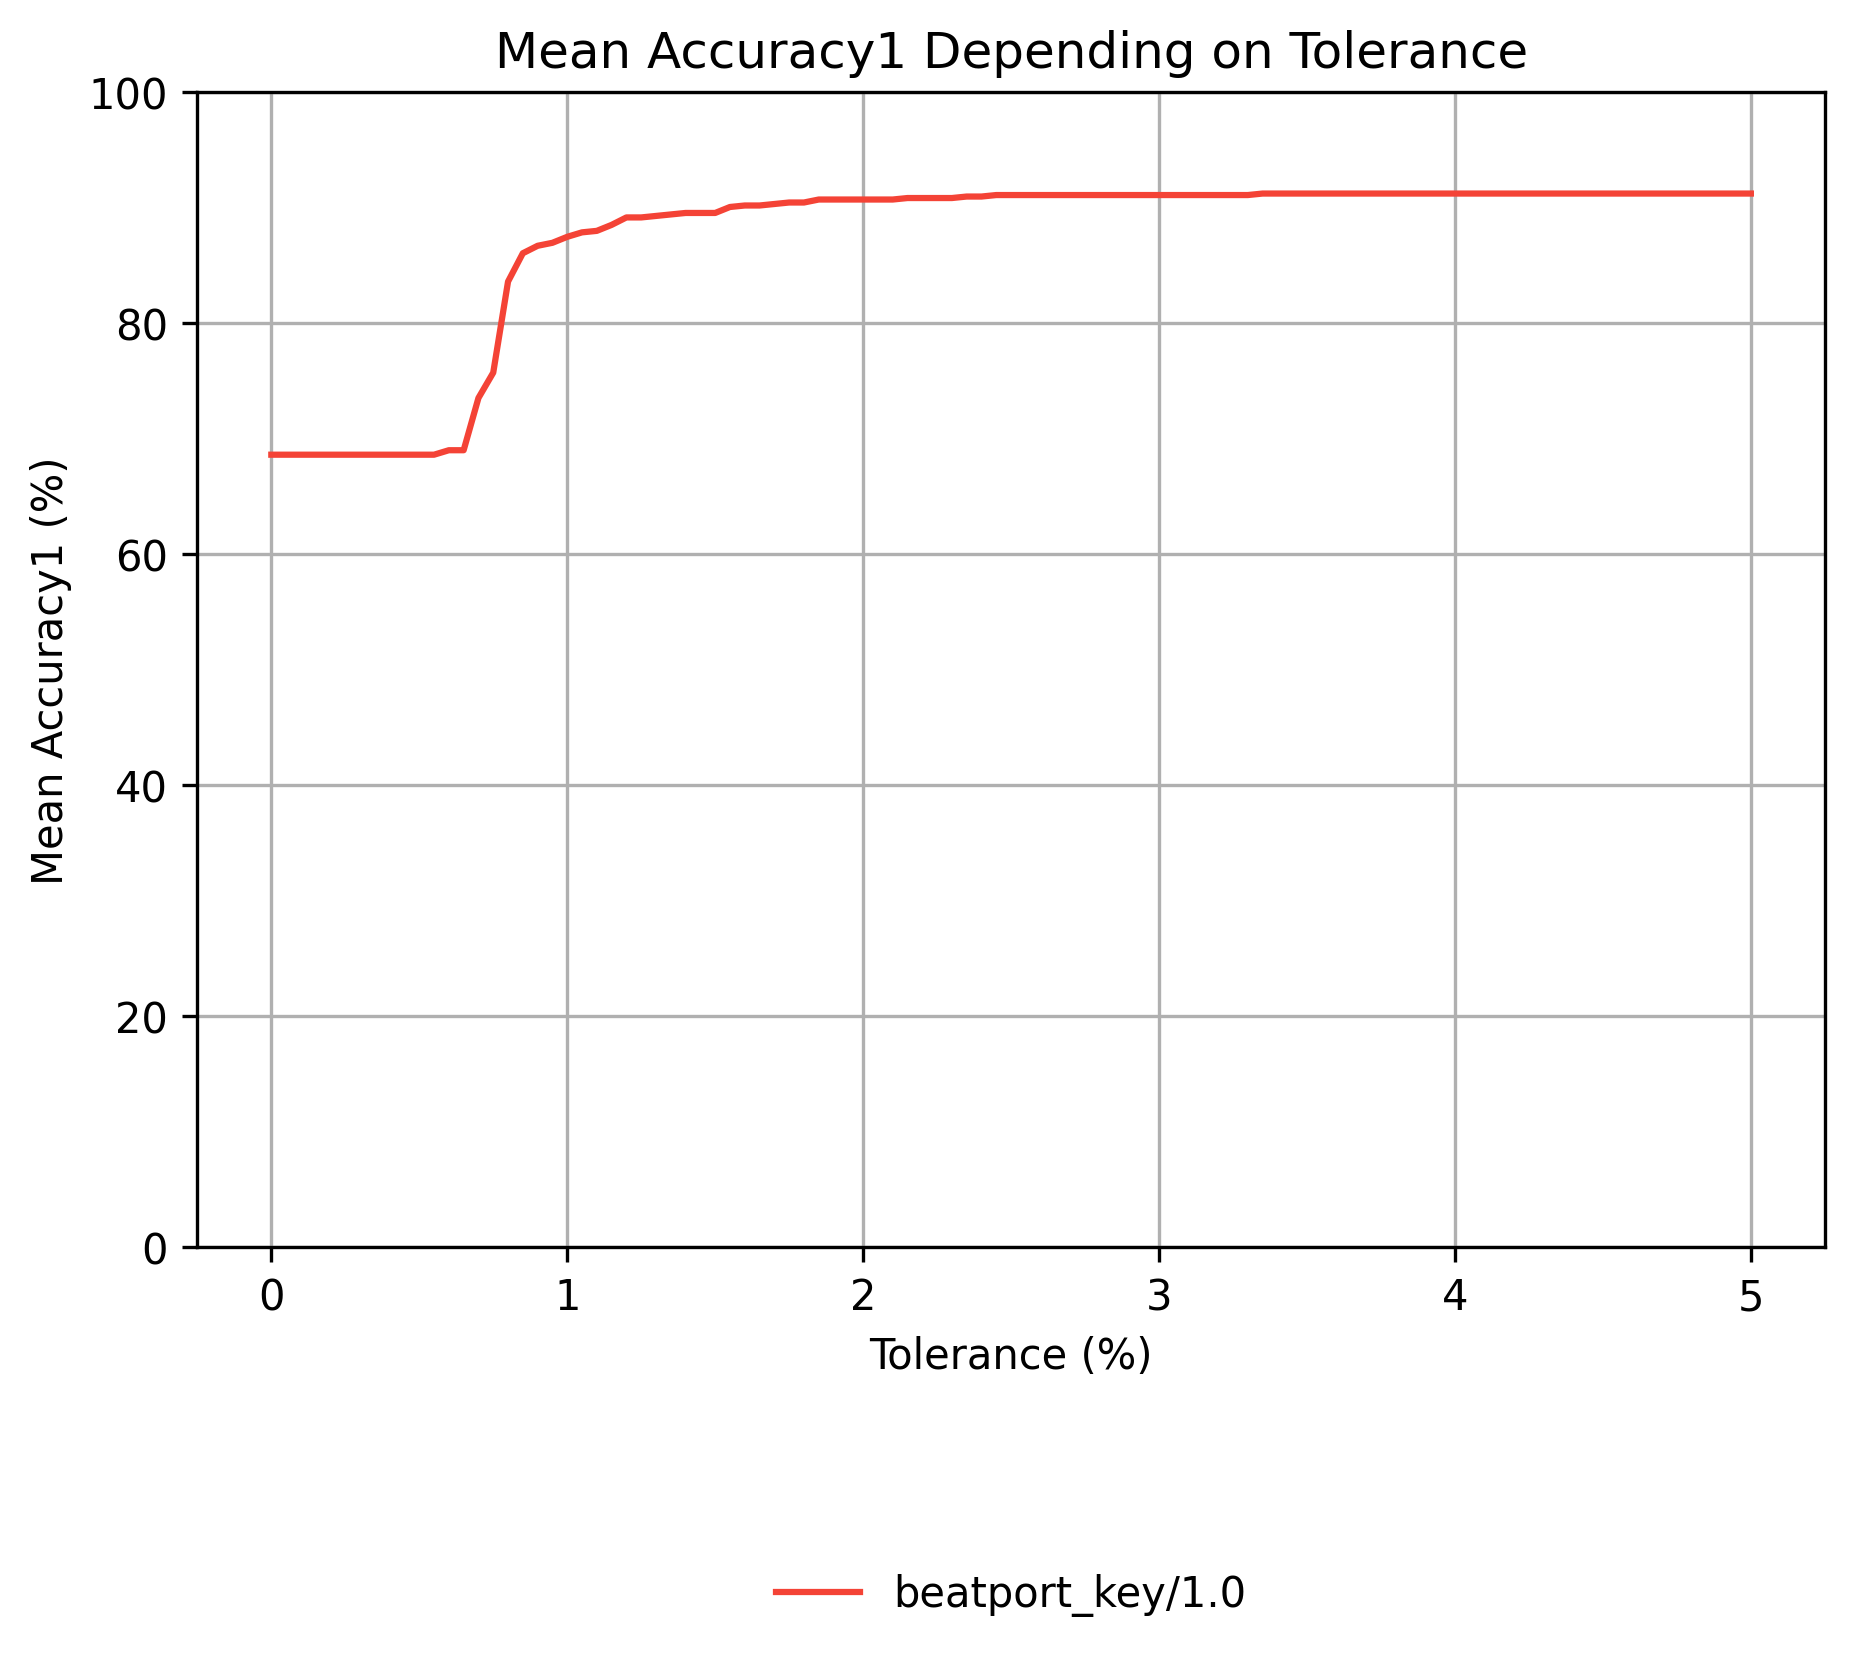 Mean Accuracy1 Depending on Tolerance
Mean Accuracy1 (%)
100
80
60
40
20
0
0 1 2 3 4 5
Tolerance (%)
beatport_key/1.0